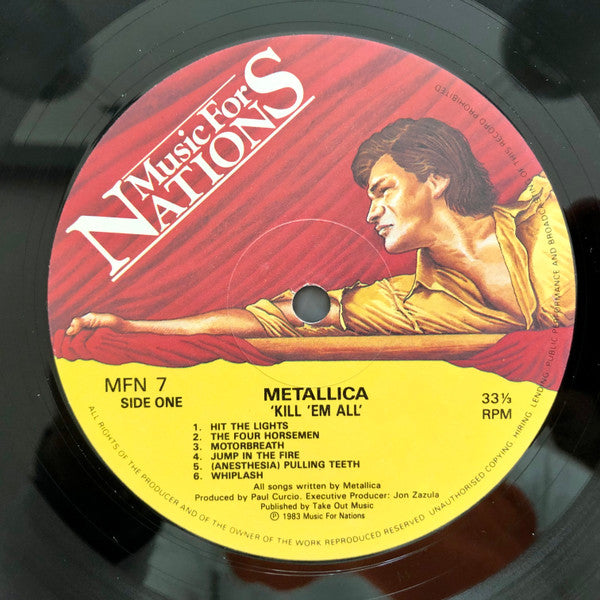 Music For
NATIONS
MFN 7
SIDE ONE
METALLICA
'KILL 'EM ALL'
33⅓
RPM
1. HIT THE LIGHTS
2. THE FOUR HORSEMEN
3. MOTORBREATH
4. JUMP IN THE FIRE
5. (ANESTHESIA) PULLING TEETH
6. WHIPLASH
All songs written by Metallica
Produced by Paul Curcio. Executive Producer: Jon Zazula
Published by Take Out Music
℗ 1983 Music For Nations
ALL RIGHTS OF THE PRODUCER AND OF THE OWNER OF THE WORK REPRODUCED RESERVED. UNAUTHORISED COPYING, HIRING, LENDING, PUBLIC PERFORMANCE AND BROADCASTING OF THIS RECORD PROHIBITED